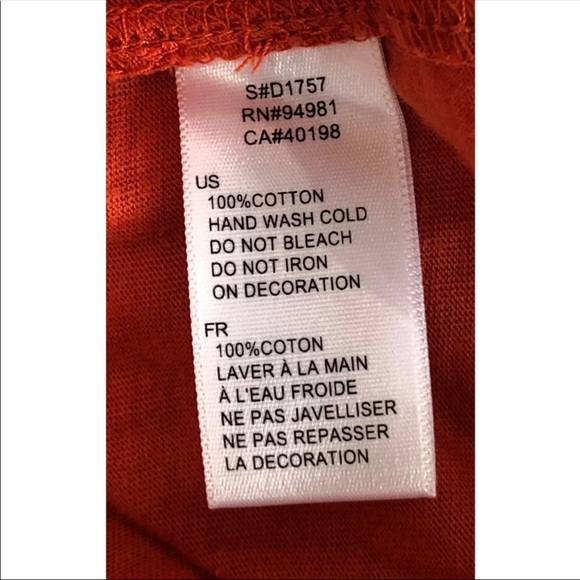 S#D1757
RN#94981
CA#40198
US
100%COTTON
HAND WASH COLD
DO NOT BLEACH
DO NOT IRON
ON DECORATION
FR
100%COTON
LAVER À LA MAIN
À L'EAU FROIDE
NE PAS JAVELLISER
NE PAS REPASSER
LA DECORATION